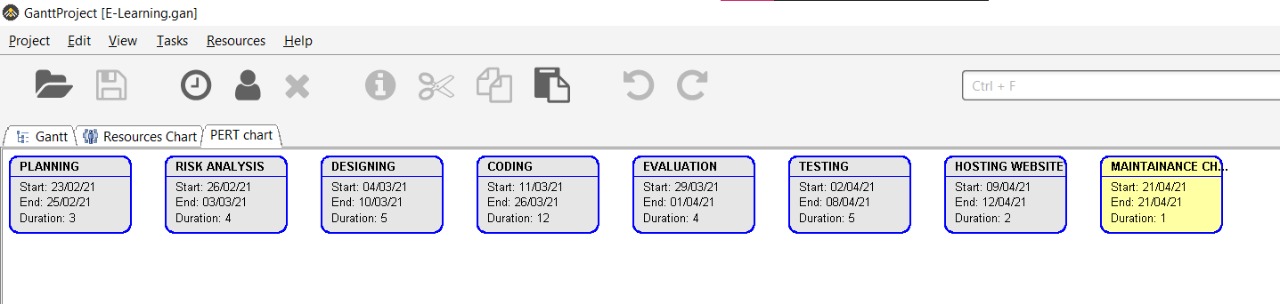 GanttProject [E-Learning.gan]
Project Edit View Tasks Resources Help
Ctrl + F
Gantt Resources Chart PERT chart
PLANNING
Start: 23/02/21
End: 25/02/21
Duration: 3
RISK ANALYSIS
Start: 26/02/21
End: 03/03/21
Duration: 4
DESIGNING
Start: 04/03/21
End: 10/03/21
Duration: 5
CODING
Start: 11/03/21
End: 26/03/21
Duration: 12
EVALUATION
Start: 29/03/21
End: 01/04/21
Duration: 4
TESTING
Start: 02/04/21
End: 08/04/21
Duration: 5
HOSTING WEBSITE
Start: 09/04/21
End: 12/04/21
Duration: 2
MAINTAINANCE CH...
Start: 21/04/21
End: 21/04/21
Duration: 1